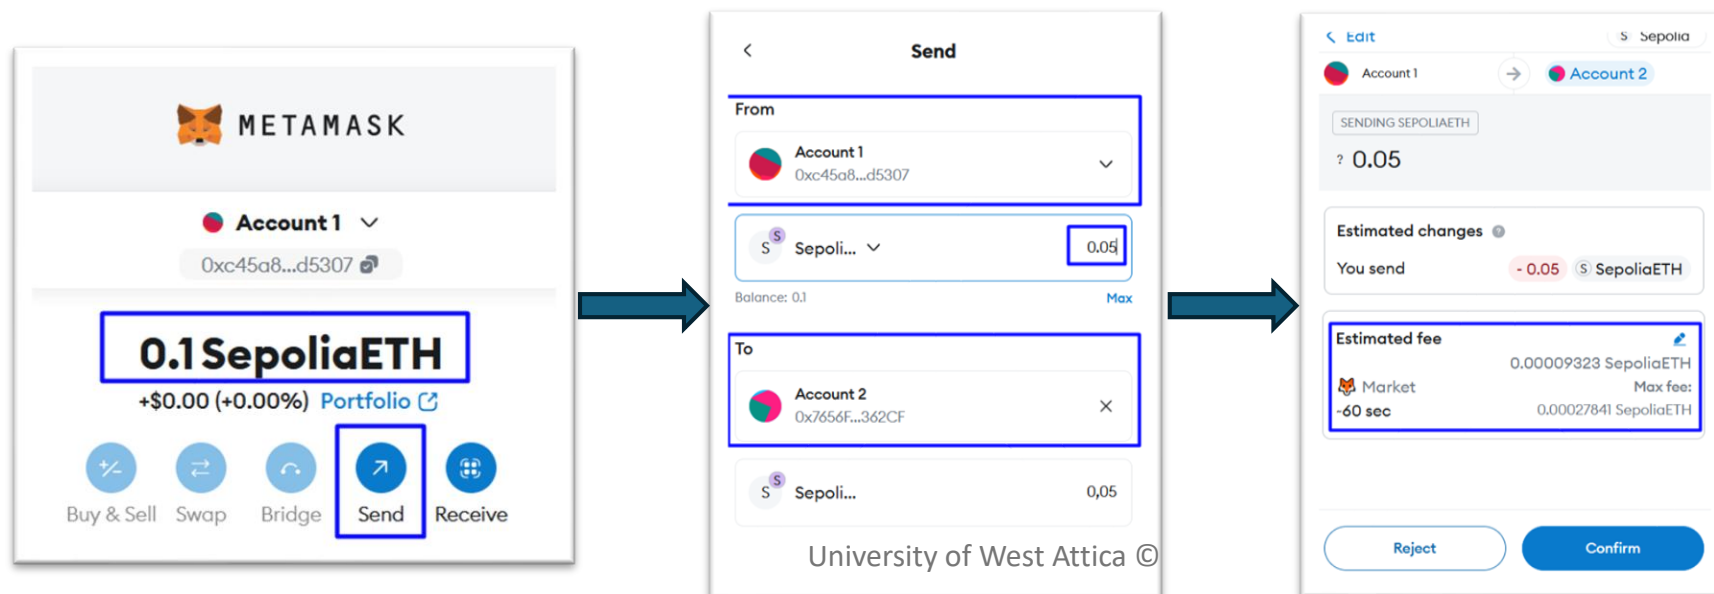 METAMASK
Account 1
0xc45a8...d5307
0.1 SepoliaETH
+$0.00 (+0.00%) Portfolio
Buy & Sell Swap Bridge Send Receive
Send
From
Account 1
0xc45a8...d5307
S S Sepoli... 0.05
Balance: 0.1 Max
To
Account 2
0x7656F...362CF
S S Sepoli... 0,05
University of West Attica ©
Edit S Sepolia
Account 1 Account 2
SENDING SEPOLIAETH
? 0.05
Estimated changes ?
You send - 0.05 S SepoliaETH
Estimated fee
0.00009323 SepoliaETH
Market Max fee:
~60 sec 0.00027841 SepoliaETH
Reject Confirm